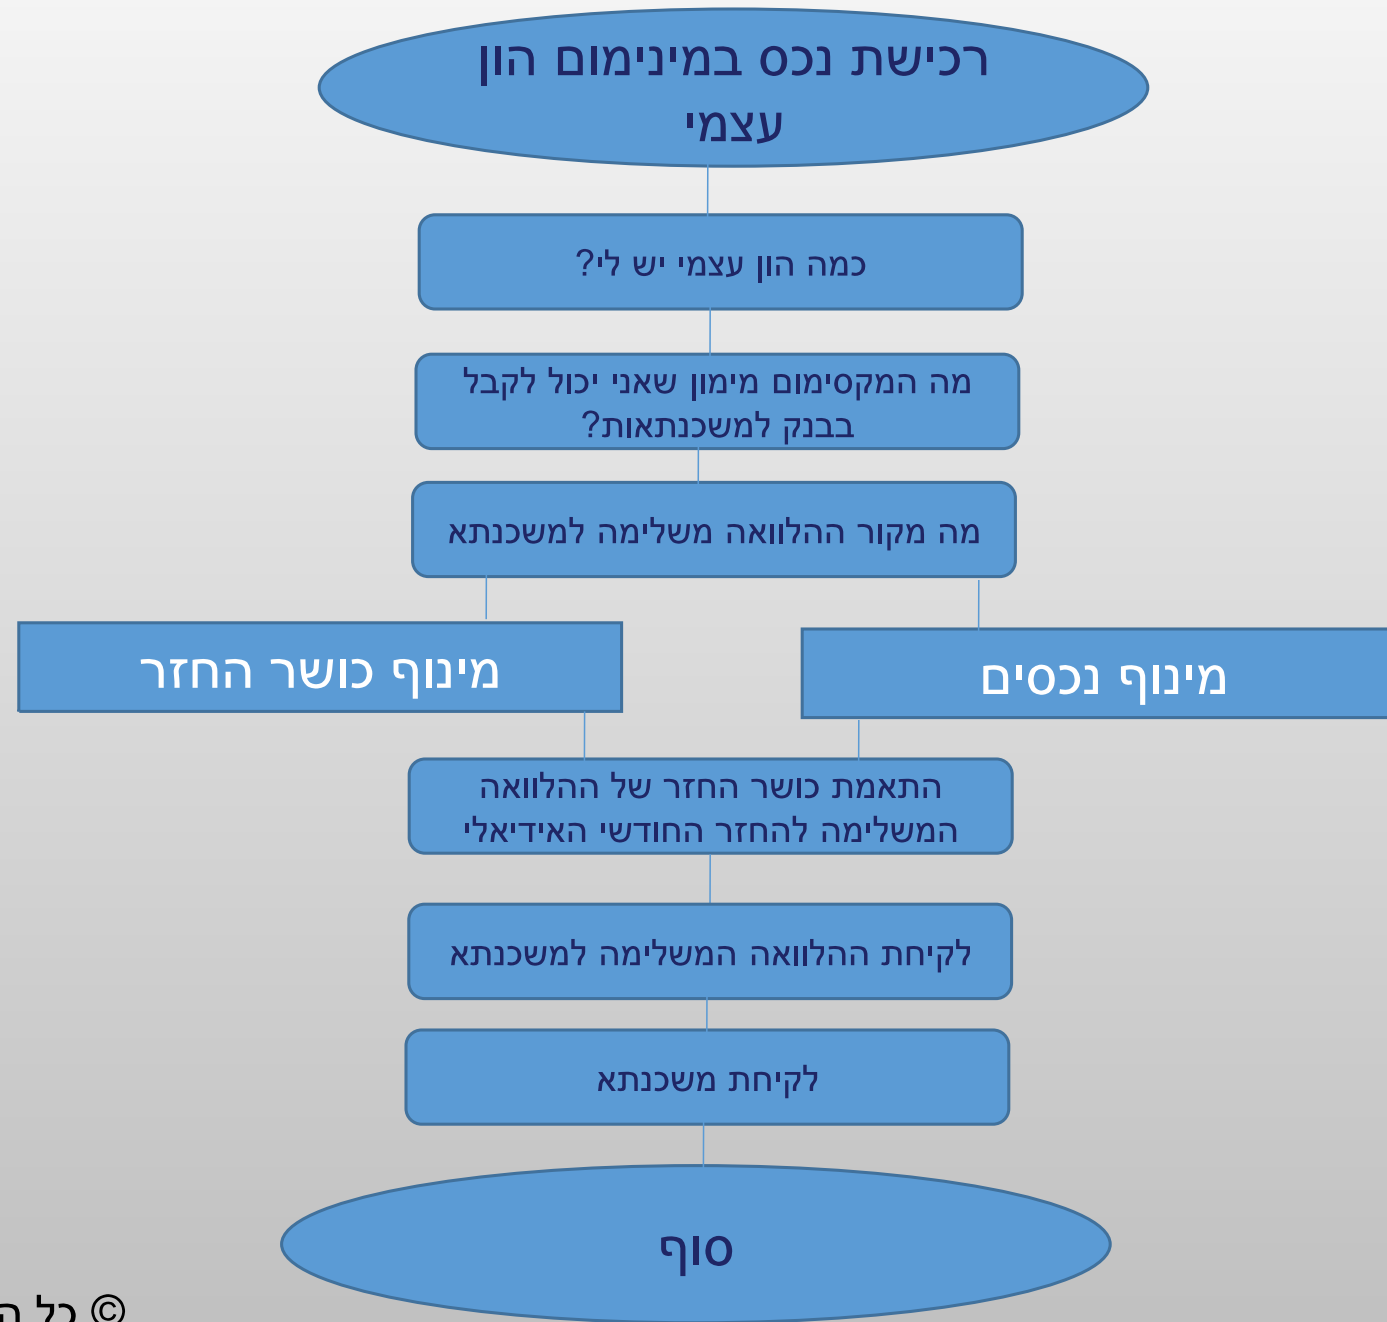 רכישת נכס במינימום הון
עצמי
כמה הון עצמי יש לי?
מה המקסימום מימון שאני יכול לקבל
בבנק למשכנתאות?
מה מקור ההלוואה משלימה למשכנתא
מינוף נכסים
מינוף כושר החזר
התאמת כושר החזר של ההלוואה
המשלימה להחזר החודשי האידיאלי
לקיחת ההלוואה המשלימה למשכנתא
לקיחת משכנתא
סוף
© כל